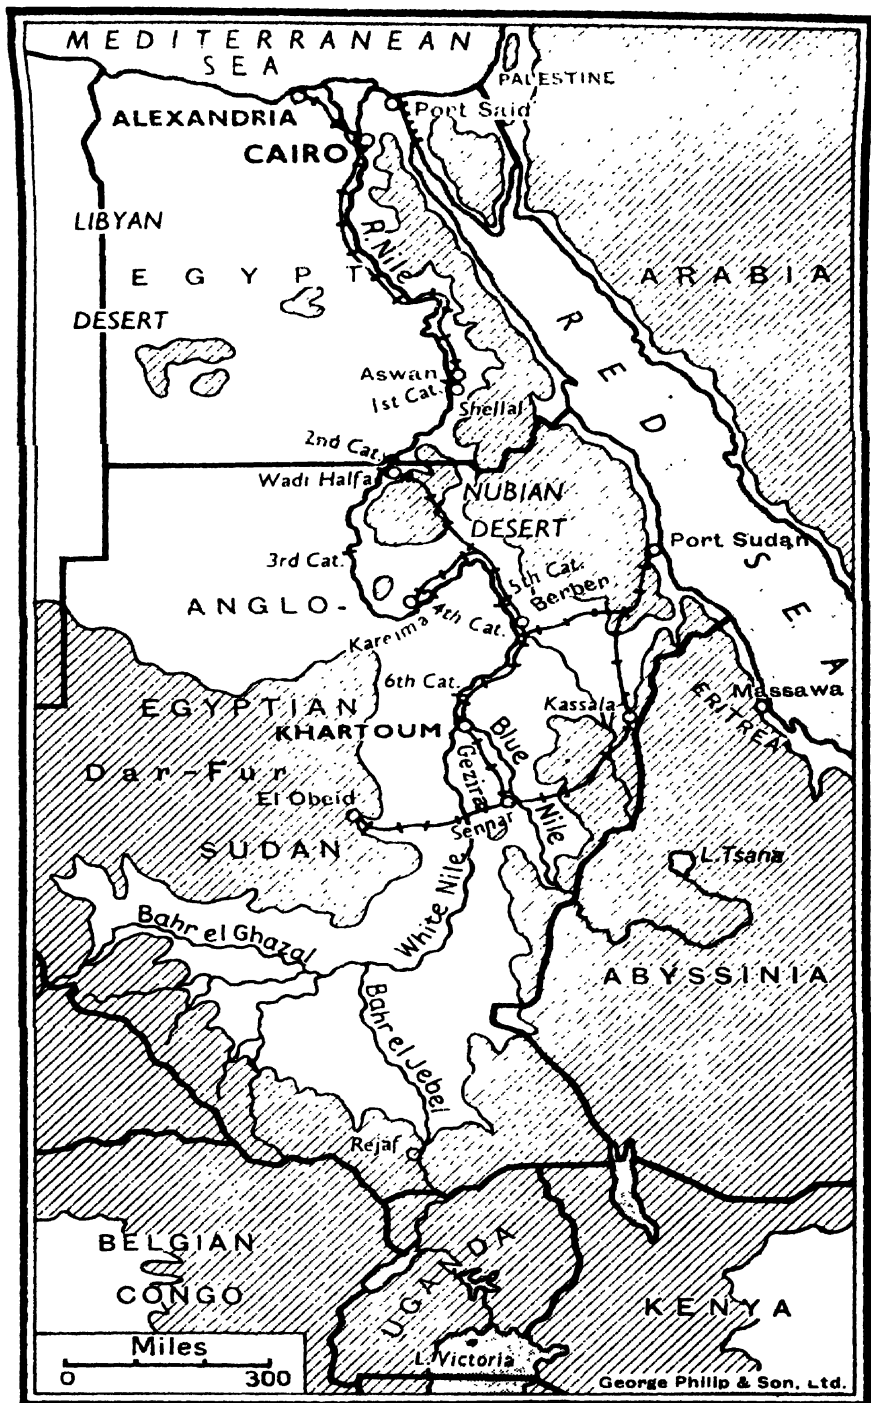 MEDITERRANEAN
SEA
PALESTINE
Port Said
ALEXANDRIA
CAIRO
LIBYAN
R. Nile
EGYPT
ARABIA
DESERT
RED SEA
Aswan
1st Cat.
Shellal
2nd Cat.
Wadi Halfa
NUBIAN
DESERT
Port Sudan
3rd Cat.
5th Cat.
Berber
ANGLO-
Kareima
4th Cat.
6th Cat.
EGYPTIAN
Kassala
Massawa
ERITREA
KHARTOUM
Blue
Nile
Gezira
Dar-Fur
El Obeid
Sennar
SUDAN
L. Tsana
White Nile
Bahr el Ghazal
ABYSSINIA
Bahr el Jebel
Rejaf
BELGIAN
CONGO
UGANDA
KENYA
Miles
0 300
L. Victoria
George Philip & Son, Ltd.